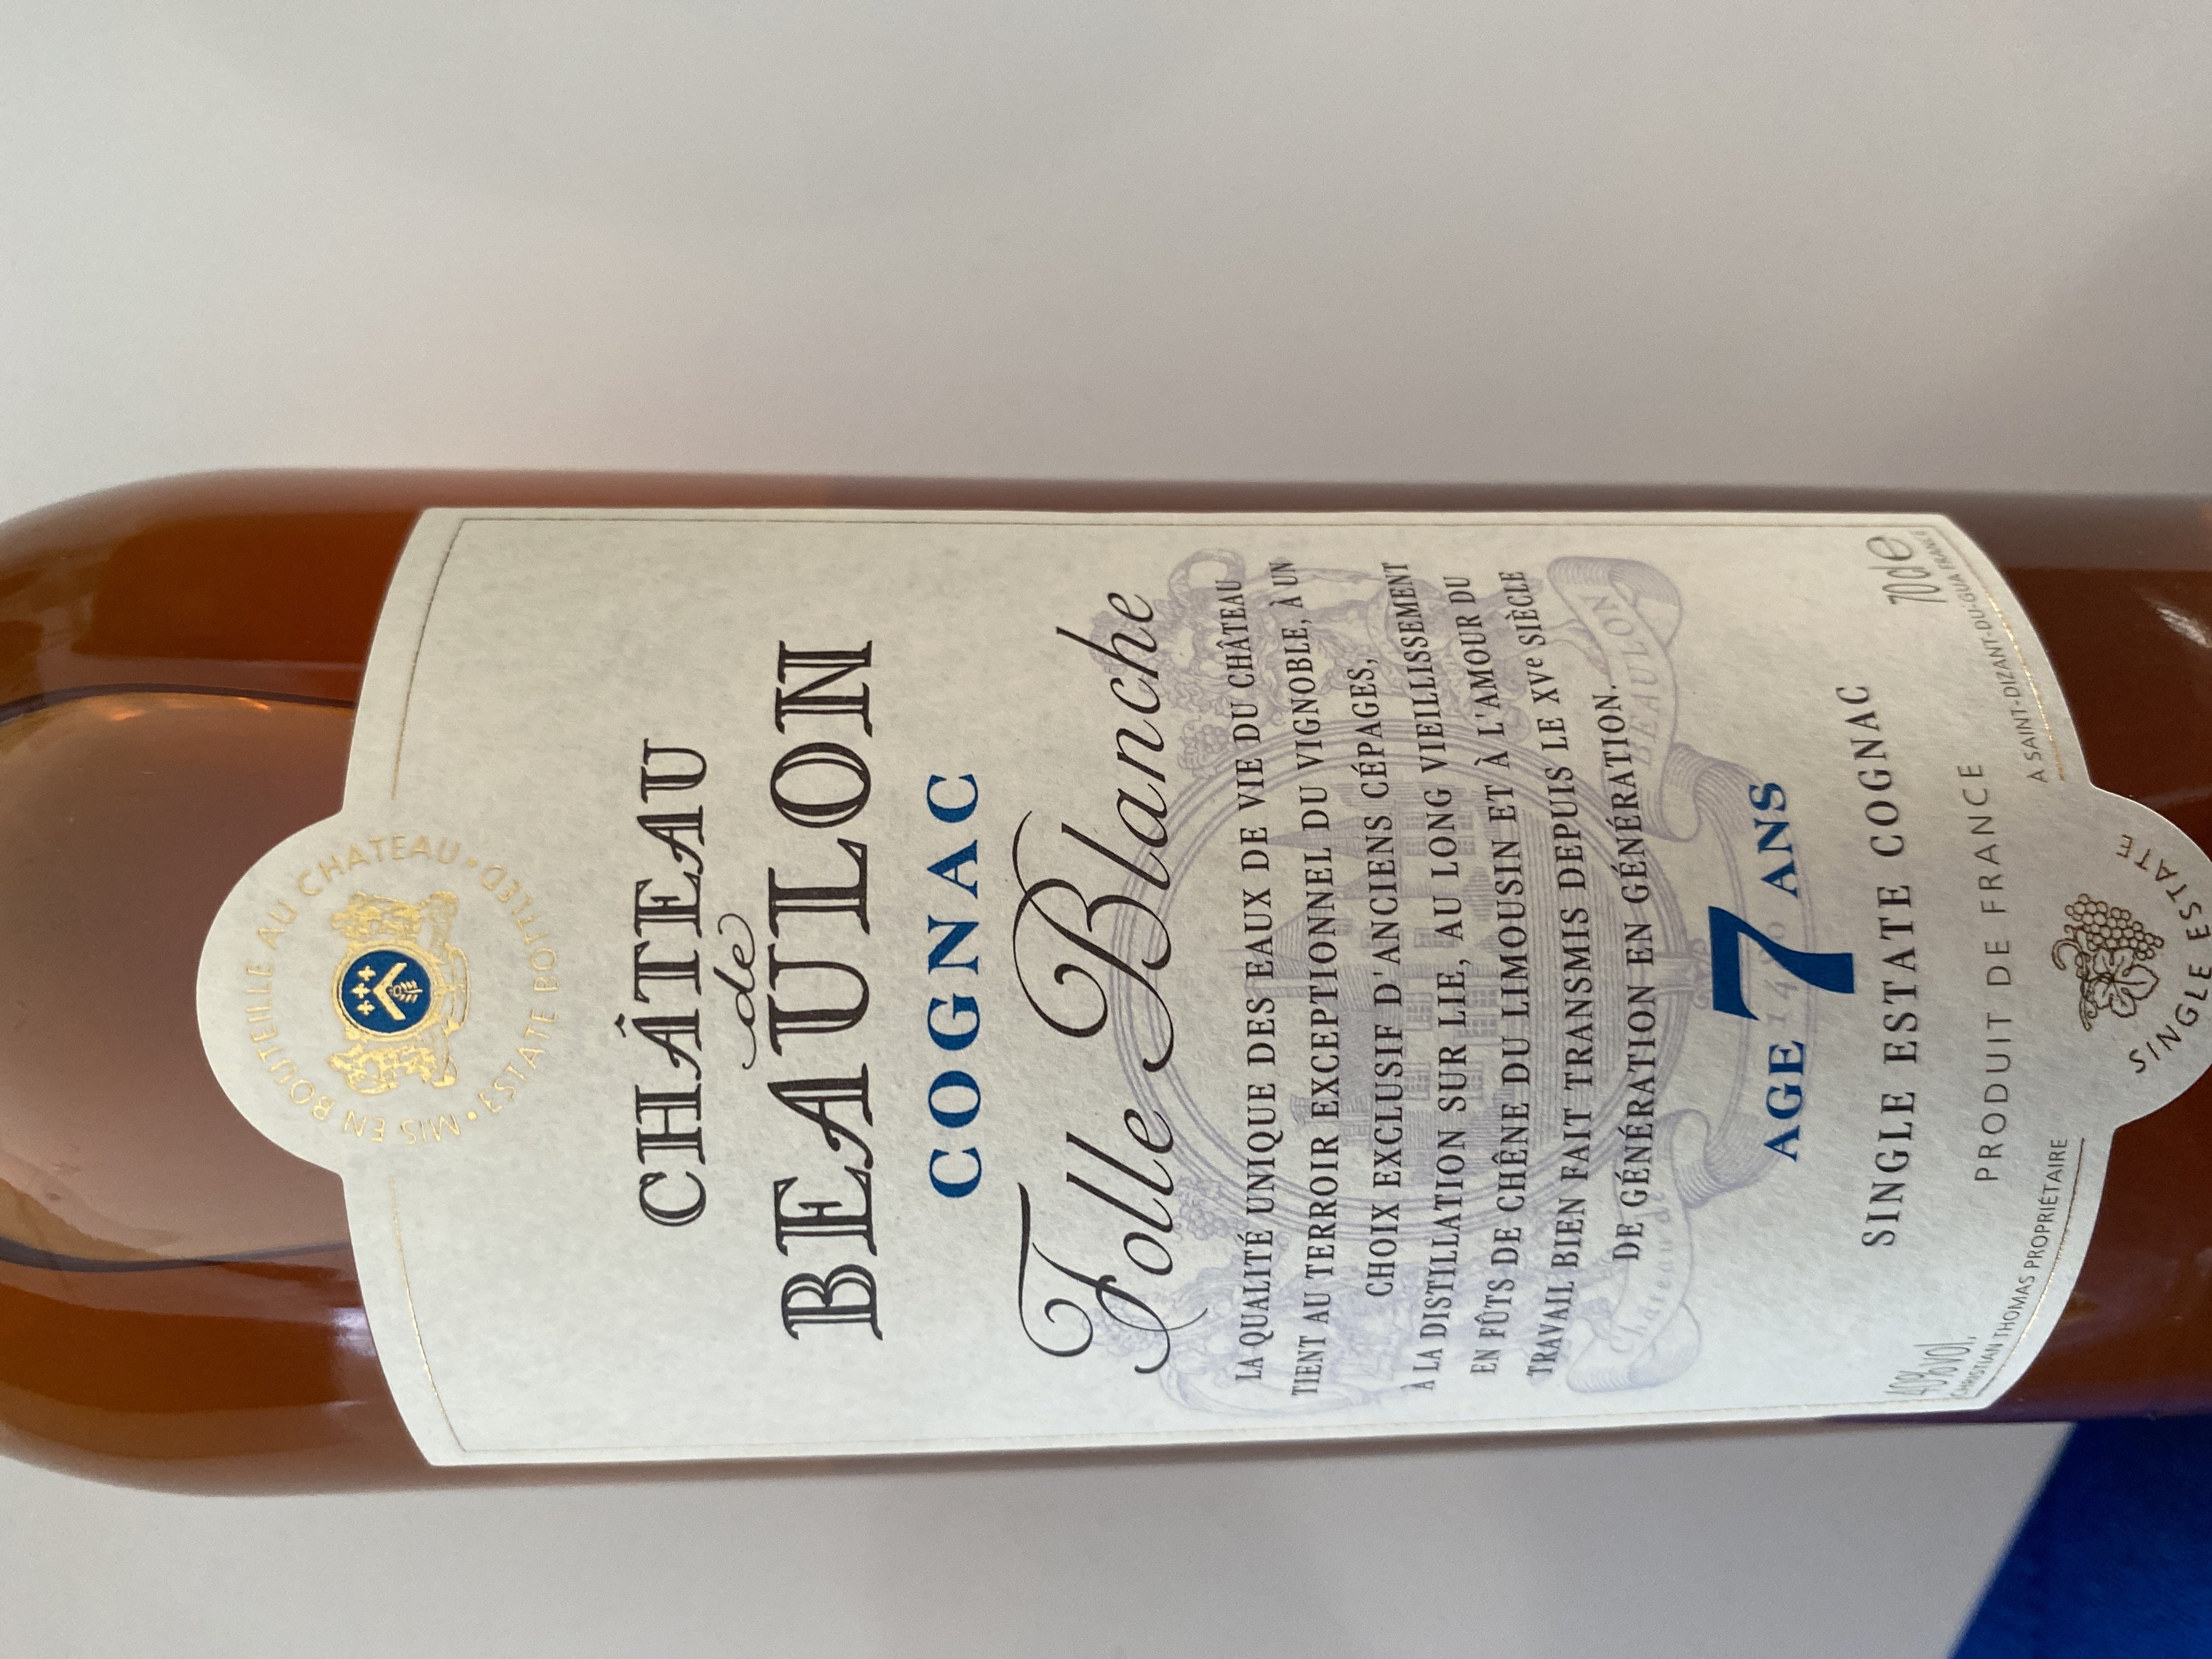 MIS EN BOUTEILLE AU CHATEAU • ESTATE BOTTLED •
CHÂTEAU
de
BEAULON
COGNAC
Folle Blanche
LA QUALITÉ UNIQUE DES EAUX DE VIE DU CHÂTEAU
TIENT AU TERROIR EXCEPTIONNEL DU VIGNOBLE, À UN
CHOIX EXCLUSIF D'ANCIENS CÉPAGES,
À LA DISTILLATION SUR LIE, AU LONG VIEILLISSEMENT
EN FÛTS DE CHÊNE DU LIMOUSIN ET À L'AMOUR DU
TRAVAIL BIEN FAIT TRANSMIS DEPUIS LE XVe SIÈCLE
DE GÉNÉRATION EN GÉNÉRATION.
Château de BEAULON
1480
AGE 7 ANS
SINGLE ESTATE COGNAC
PRODUIT DE FRANCE
40%vol. 70cl e
CHRISTIAN THOMAS PROPRIÉTAIRE A SAINT-DIZANT-DU-GUA FRANCE
SINGLE ESTATE